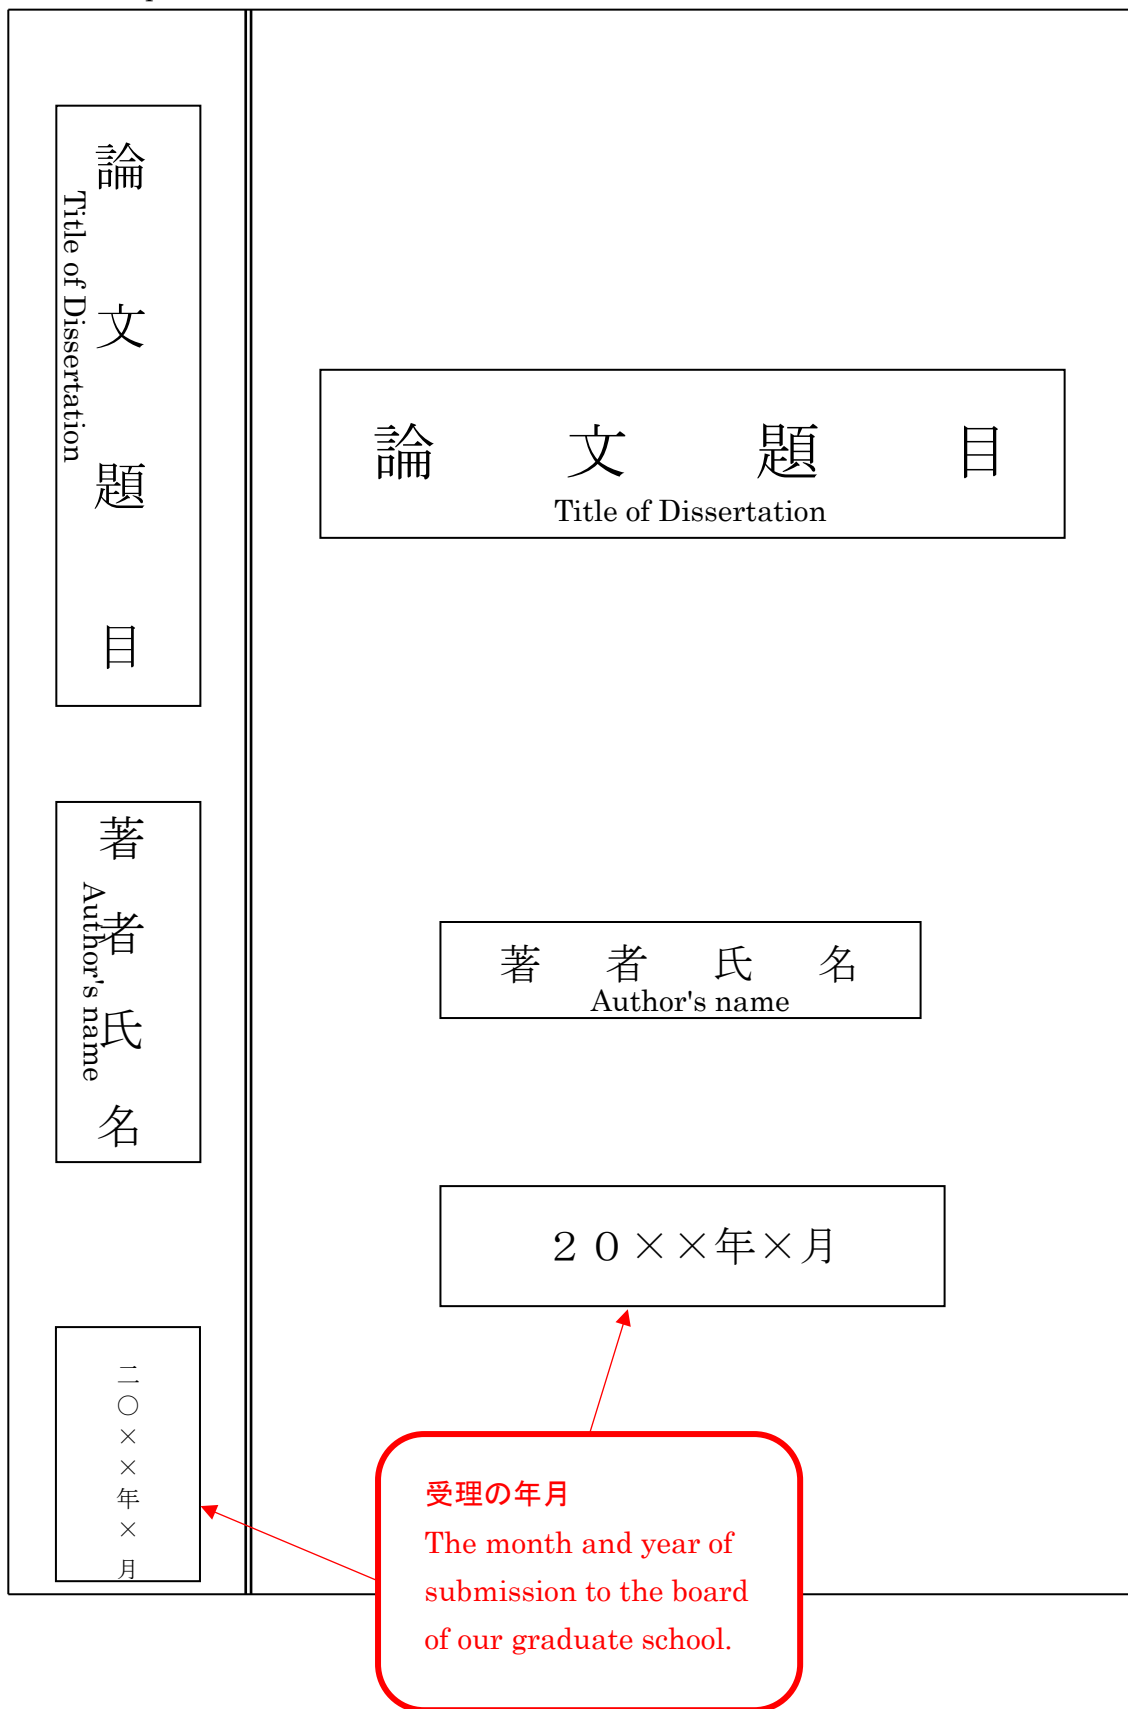 論文題目
Title of Dissertation
著者氏名
Author's name
二〇××年×月
論 文 題 目
Title of Dissertation
著 者 氏 名
Author's name
２０××年×月
受理の年月
The month and year of
submission to the board
of our graduate school.